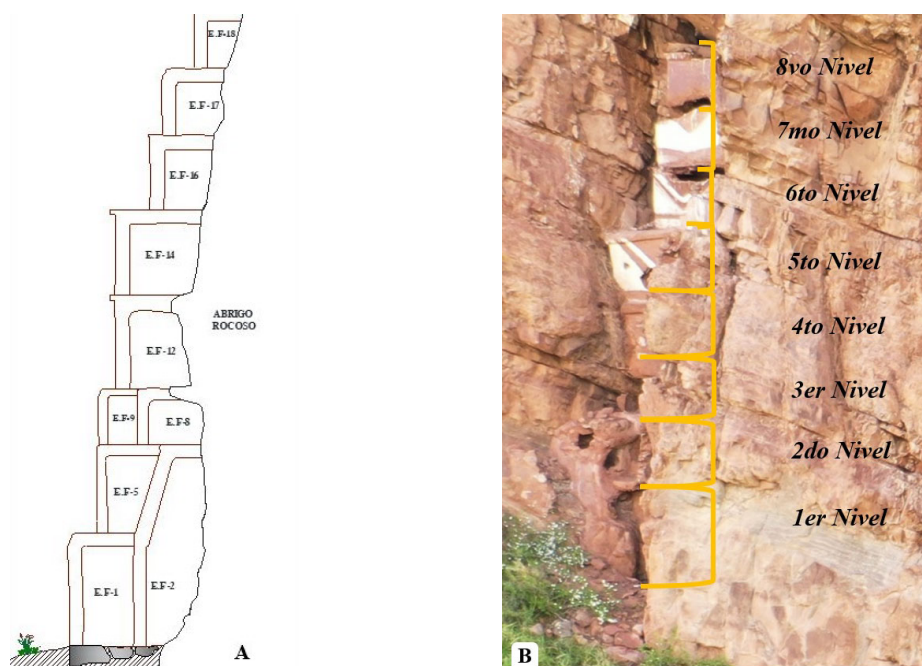 E.F-18
E.F-17
E.F-16
E.F-14
ABRIGO
ROCOSO
E.F-12
E.F-9
E.F-8
E.F-5
E.F-1
E.F-2
A
8vo Nivel
7mo Nivel
6to Nivel
5to Nivel
4to Nivel
3er Nivel
2do Nivel
1er Nivel
B